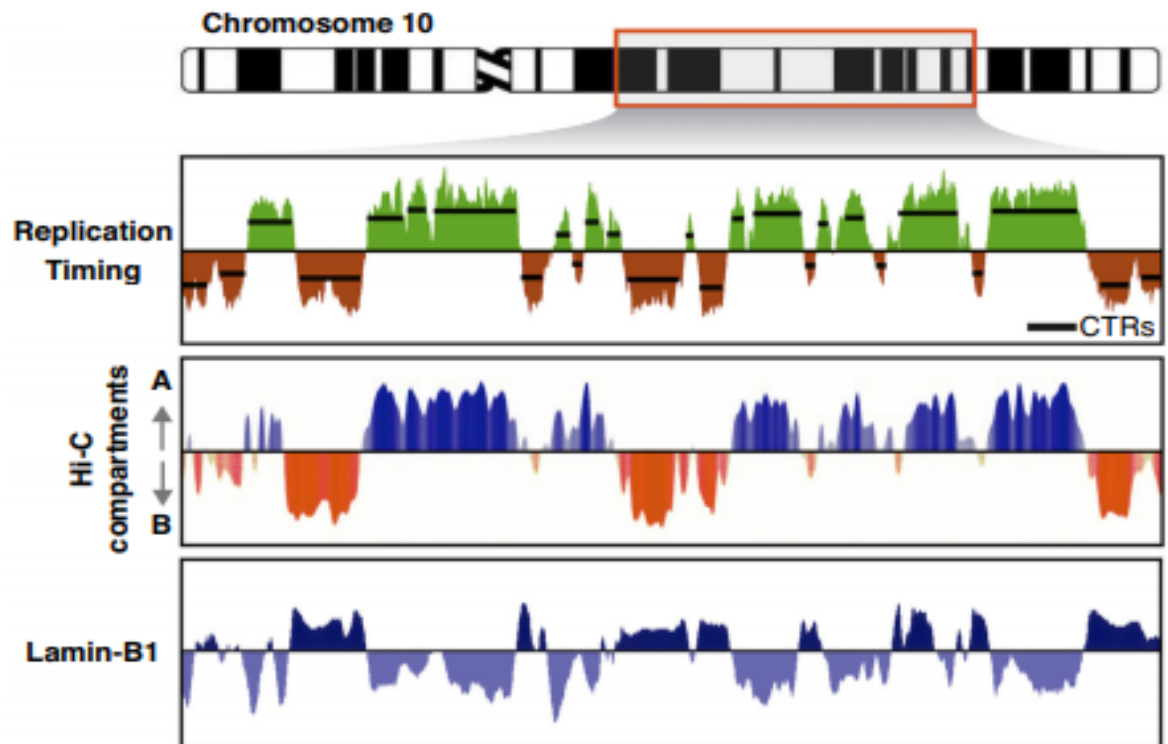 Chromosome 10
Replication
Timing
CTRs
Hi-C
compartments
A
B
Lamin-B1